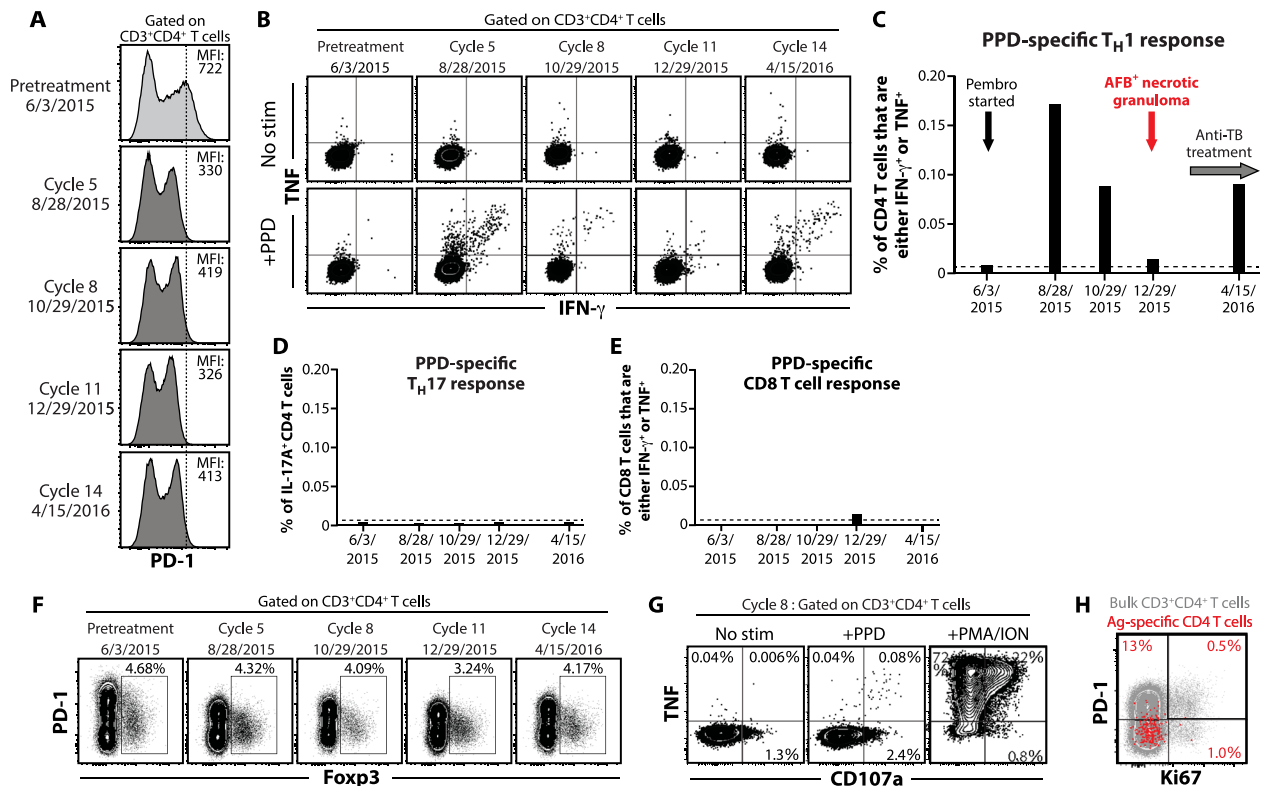 A
Gated on
CD3⁺CD4⁺ T cells
Pretreatment
6/3/2015
MFI:
722
Cycle 5
8/28/2015
MFI:
330
Cycle 8
10/29/2015
MFI:
419
Cycle 11
12/29/2015
MFI:
326
Cycle 14
4/15/2016
MFI:
413
PD-1
B
Gated on CD3⁺CD4⁺ T cells
Pretreatment Cycle 5 Cycle 8 Cycle 11 Cycle 14
6/3/2015 8/28/2015 10/29/2015 12/29/2015 4/15/2016
No stim
TNF
+PPD
IFN-γ
C
PPD-specific TH1 response
% of CD4 T cells that are
either IFN-γ⁺ or TNF⁺
0.20
0.15
0.10
0.05
0
Pembro
started
AFB⁺ necrotic
granuloma
Anti-TB
treatment
6/3/ 8/28/ 10/29/ 12/29/ 4/15/
2015 2015 2015 2015 2016
D
PPD-specific
TH17 response
% of IL-17A⁺ CD4 T cells
0.20
0.15
0.10
0.05
0
6/3/ 8/28/ 10/29/ 12/29/ 4/15/
2015 2015 2015 2015 2016
E
PPD-specific
CD8 T cell response
% of CD8 T cells that are
either IFN-γ⁺ or TNF⁺
0.20
0.15
0.10
0.05
0
6/3/ 8/28/ 10/29/ 12/29/ 4/15/
2015 2015 2015 2015 2016
F
Gated on CD3⁺CD4⁺ T cells
Pretreatment Cycle 5 Cycle 8 Cycle 11 Cycle 14
6/3/2015 8/28/2015 10/29/2015 12/29/2015 4/15/2016
4.68% 4.32% 4.09% 3.24% 4.17%
PD-1
Foxp3
G
Cycle 8 : Gated on CD3⁺CD4⁺ T cells
No stim +PPD +PMA/ION
0.04% 0.006% 0.04% 0.08% 72% 22%
TNF
1.3% 2.4% 0.8%
CD107a
H
Bulk CD3⁺CD4⁺ T cells
Ag-specific CD4 T cells
13% 0.5%
PD-1
1.0%
Ki67